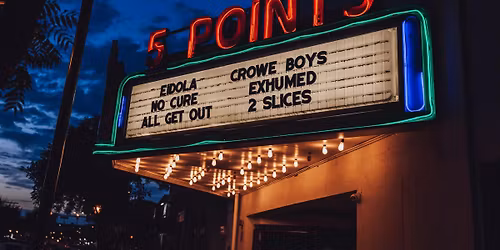 5 POINTS
EIDOLA CROWE BOYS
NO CURE EXHUMED
ALL GET OUT 2 SLICES